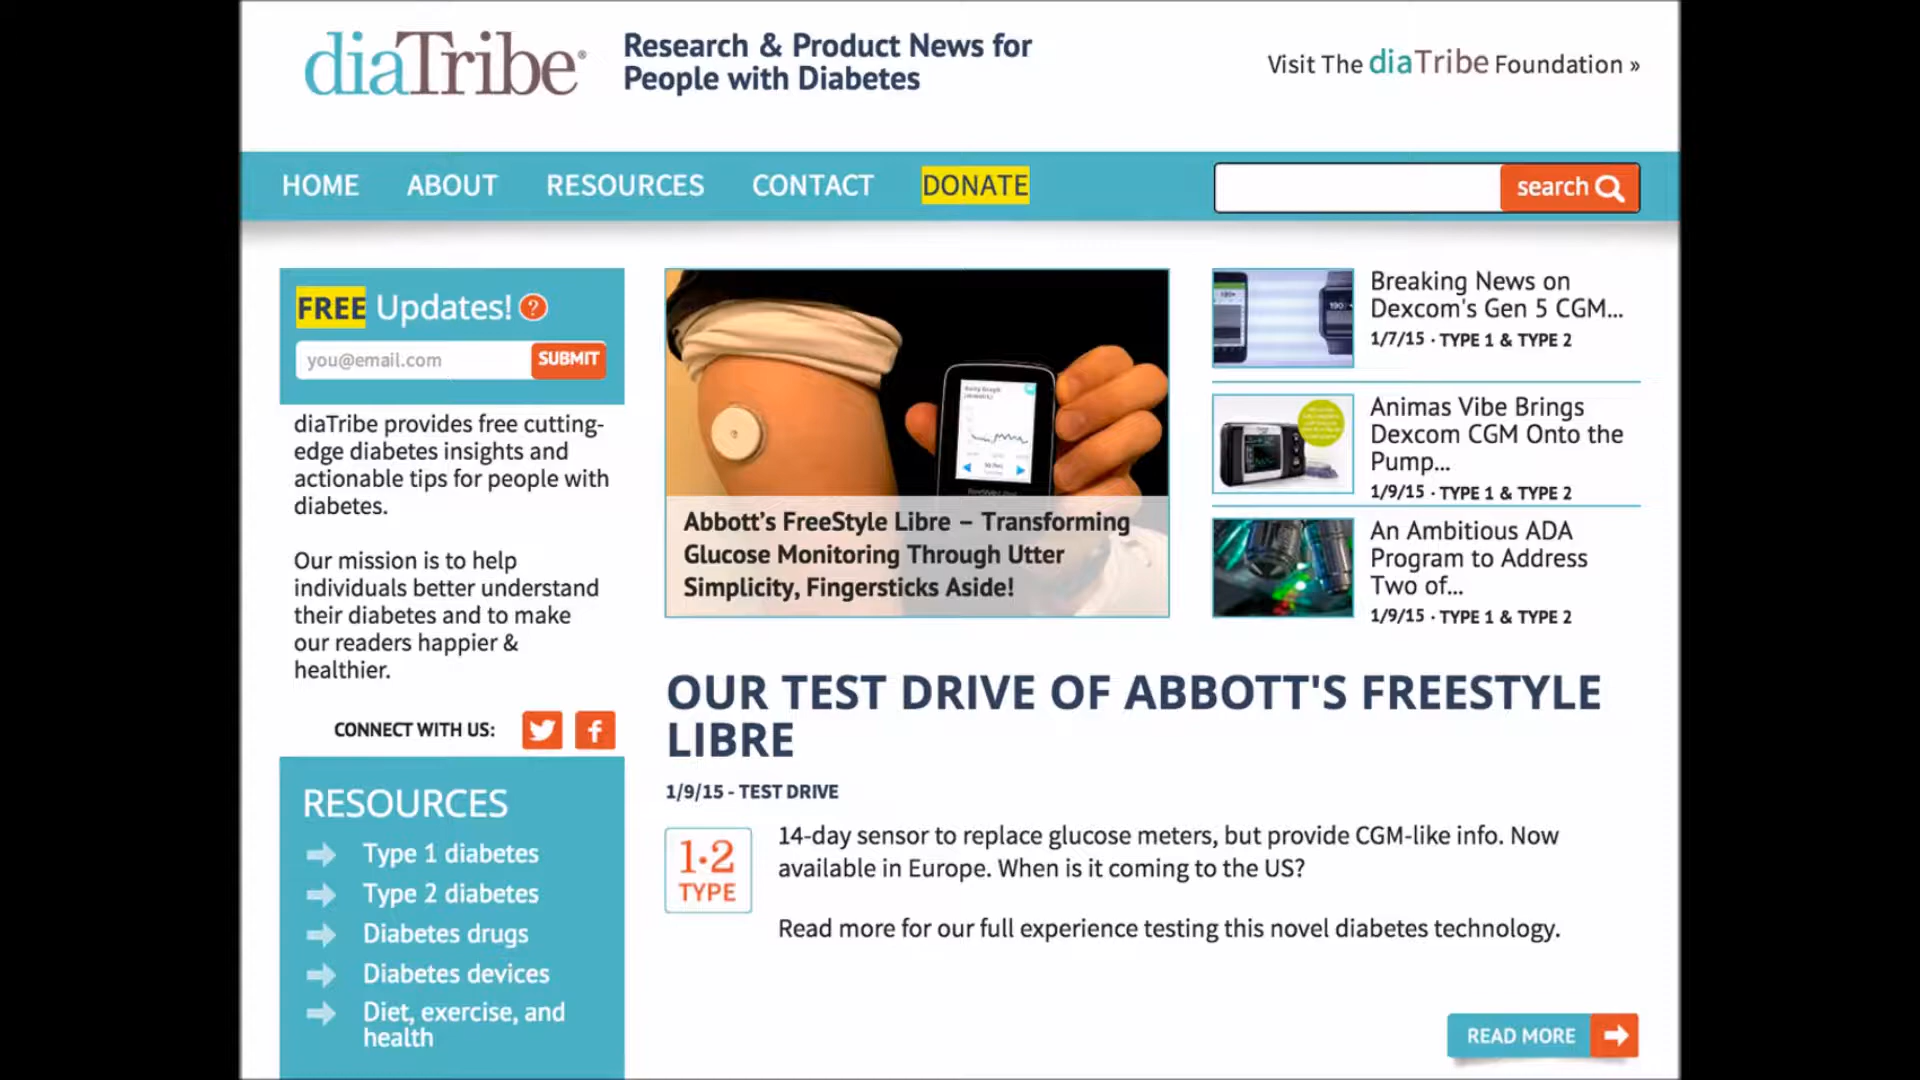 diaTribe®
Research & Product News for
People with Diabetes
Visit The diaTribe Foundation »
HOME ABOUT RESOURCES CONTACT DONATE
search
FREE Updates! ?
you@email.com SUBMIT
diaTribe provides free cutting-
edge diabetes insights and
actionable tips for people with
diabetes.
Our mission is to help
individuals better understand
their diabetes and to make
our readers happier &
healthier.
CONNECT WITH US:
RESOURCES
Type 1 diabetes
Type 2 diabetes
Diabetes drugs
Diabetes devices
Diet, exercise, and
health
Abbott's FreeStyle Libre – Transforming
Glucose Monitoring Through Utter
Simplicity, Fingersticks Aside!
Breaking News on
Dexcom's Gen 5 CGM...
1/7/15 · TYPE 1 & TYPE 2
Animas Vibe Brings
Dexcom CGM Onto the
Pump...
1/9/15 · TYPE 1 & TYPE 2
An Ambitious ADA
Program to Address
Two of...
1/9/15 · TYPE 1 & TYPE 2
OUR TEST DRIVE OF ABBOTT'S FREESTYLE
LIBRE
1/9/15 - TEST DRIVE
1·2
TYPE
14-day sensor to replace glucose meters, but provide CGM-like info. Now
available in Europe. When is it coming to the US?
Read more for our full experience testing this novel diabetes technology.
READ MORE